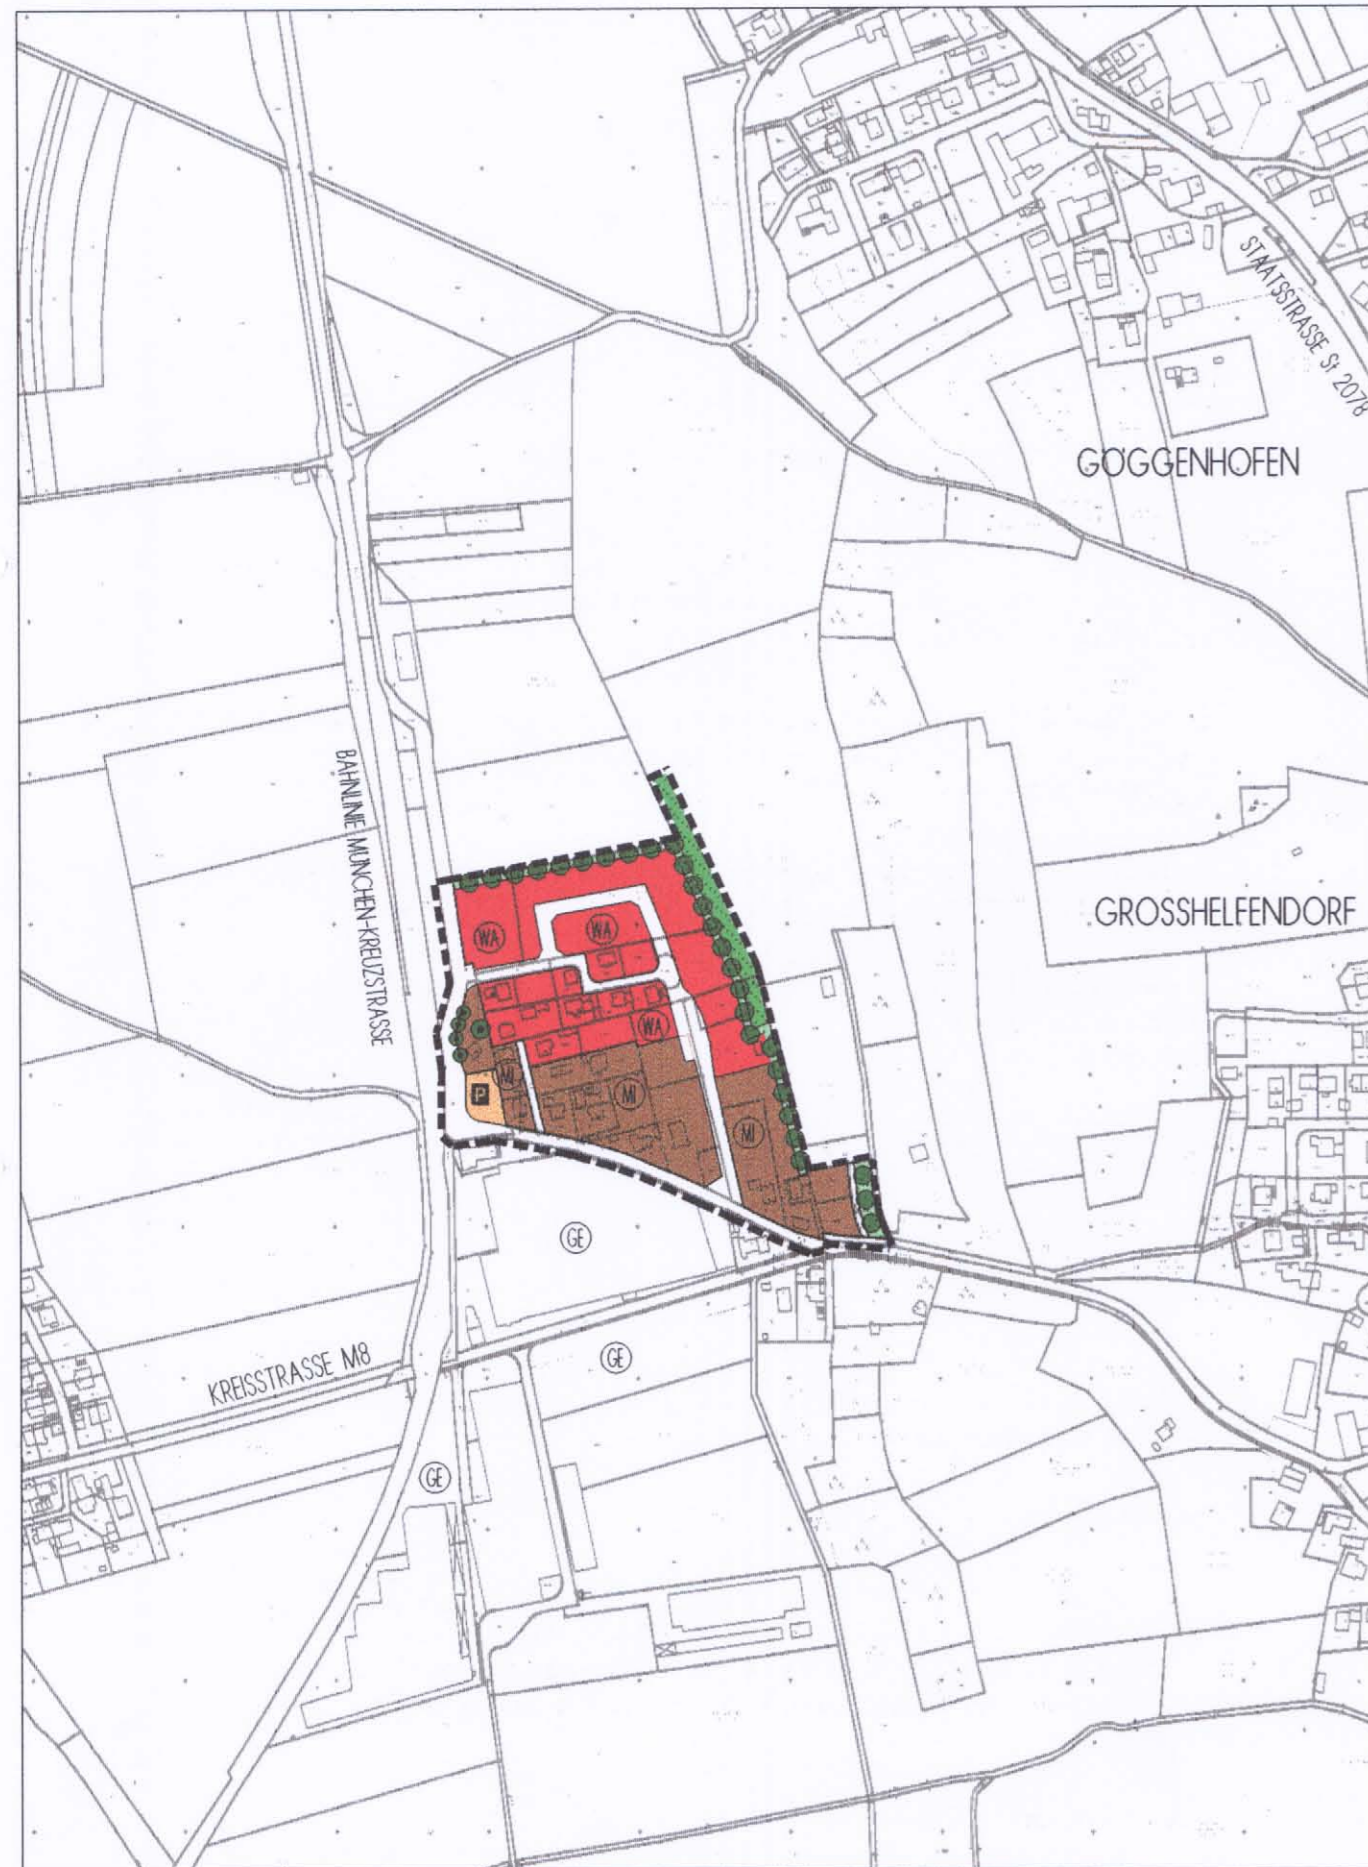 STAATSSTRASSE St 2078
GÖGGENHOFEN
BAHNLINIE MÜNCHEN-KREUZSTRASSE
GROSSHELFENDORF
WA
WA
WA
MI
P
MI
MI
GE
GE
KREISSTRASSE M8
GE